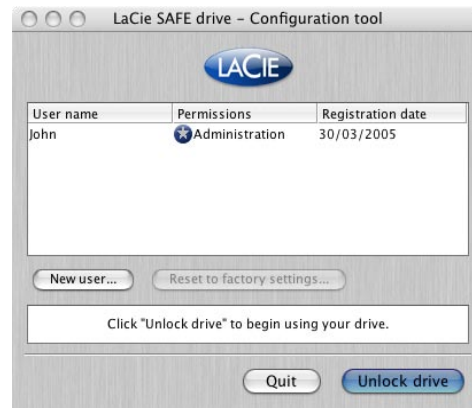 LaCie SAFE drive – Configuration tool
LACIE
User name Permissions Registration date
John Administration 30/03/2005
New user... Reset to factory settings...
Click "Unlock drive" to begin using your drive.
Quit Unlock drive